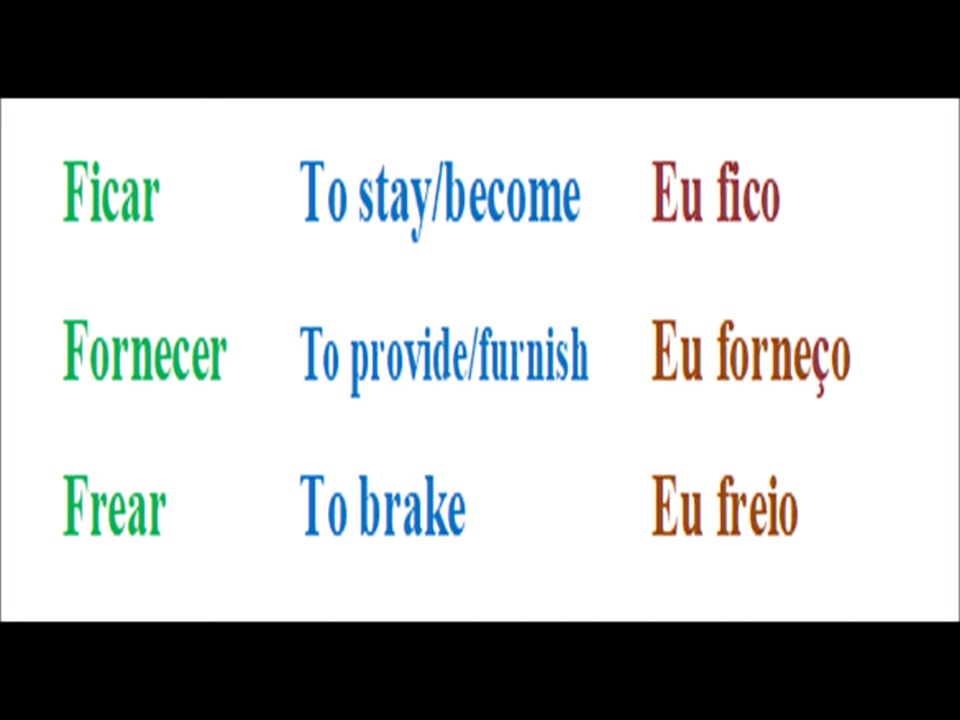 Ficar To stay/become Eu fico
Fornecer To provide/furnish Eu forneço
Frear To brake Eu freio